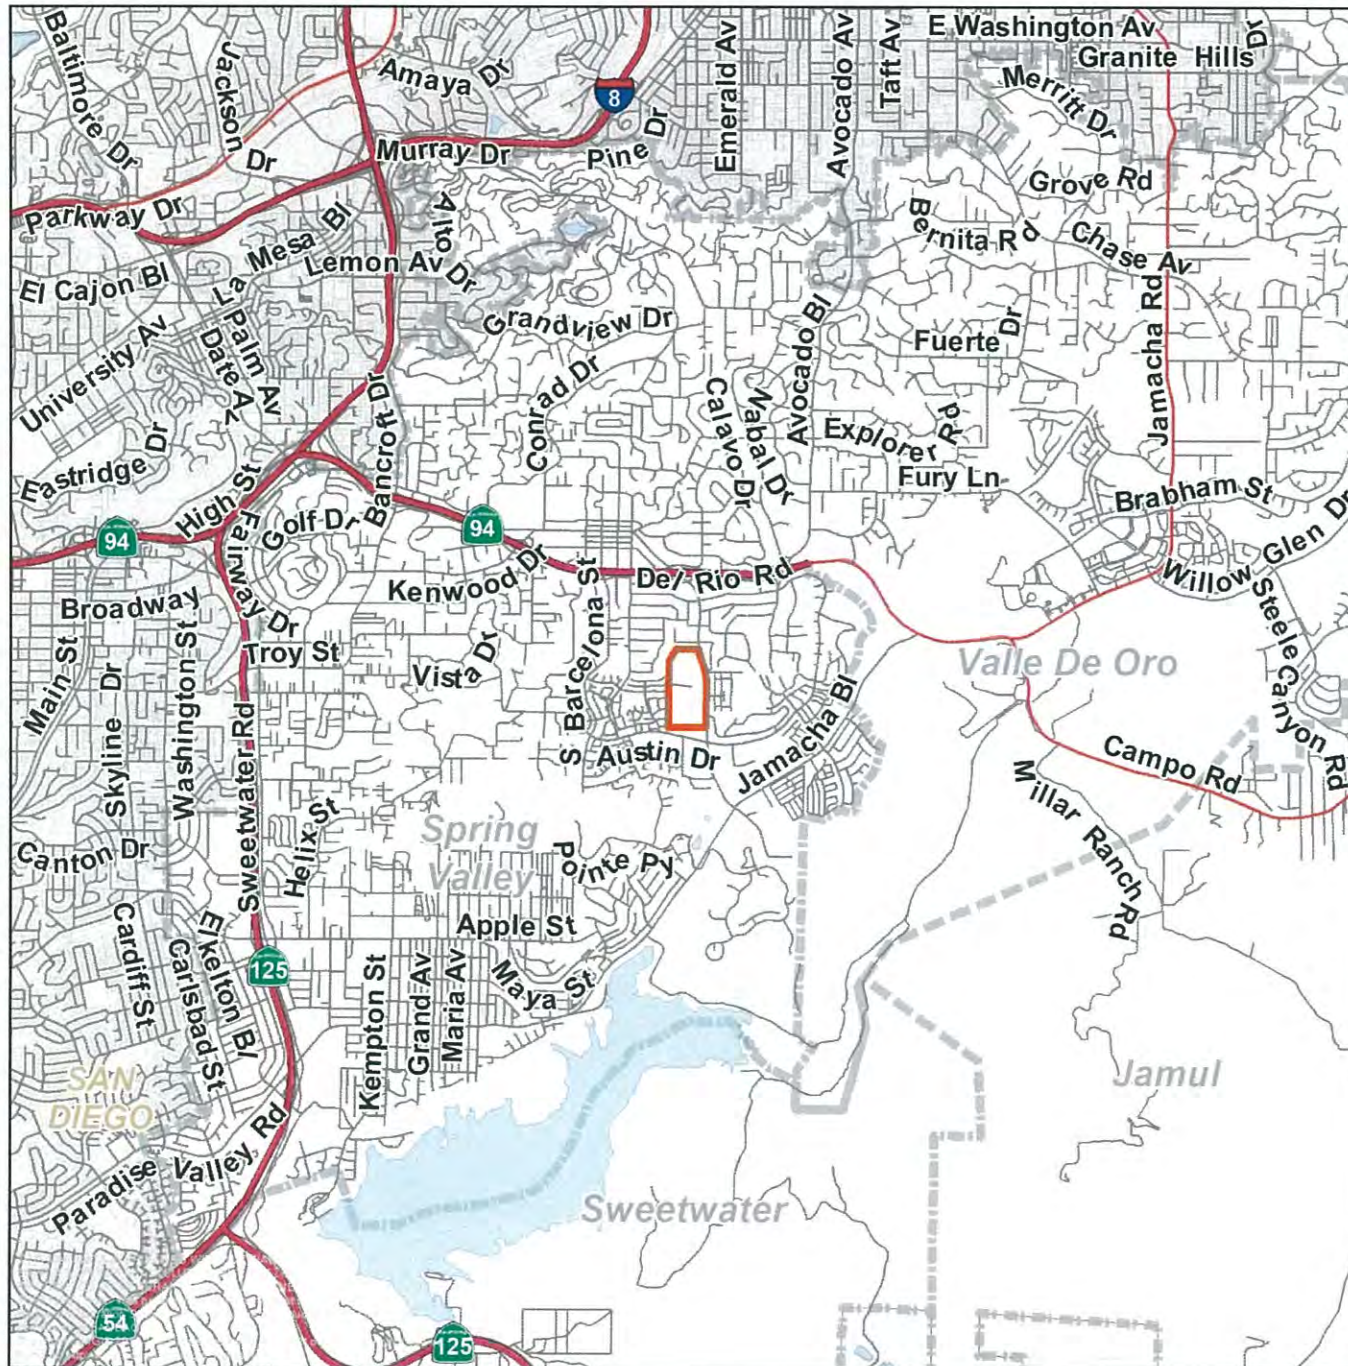 Baltimore Dr
Jackson Dr
Amaya Dr
8
Emerald Av
Avocado Av
Taft Av
E Washington Av
Granite Hills Dr
Merritt Dr
Murray Dr
Pine Dr
Grove Rd
Parkway Dr
Alto Dr
Bernita Rd
Chase Av
La Mesa Bl
Lemon Av
El Cajon Bl
Grandview Dr
Avocado Bl
Fuerte Dr
Jamacha Rd
University Av
Palm Av
Date Av
Bancroft Dr
Conrad Dr
Calavo Dr
Nabal Dr
Explorer Rd
Fury Ln
Eastridge Dr
High St
Golf Dr
Brabham St
94
94
Fairway Dr
Kenwood Dr
Del Rio Rd
Willow Glen Dr
Broadway
Troy St
Vista Dr
S Barcelona St
Valle De Oro
Steele Canyon Rd
Main St
Skyline Dr
Washington St
Sweetwater Rd
Austin Dr
Jamacha Bl
Campo Rd
Millar Ranch Rd
Helix St
Spring
Valley
Pointe Py
Canton Dr
Apple St
Cardiff St
Carlsbad St
Elkelton Bl
125
Kempton St
Grand Av
Maria Av
Maya St
SAN
DIEGO
Jamul
Paradise Valley Rd
Sweetwater
54
125